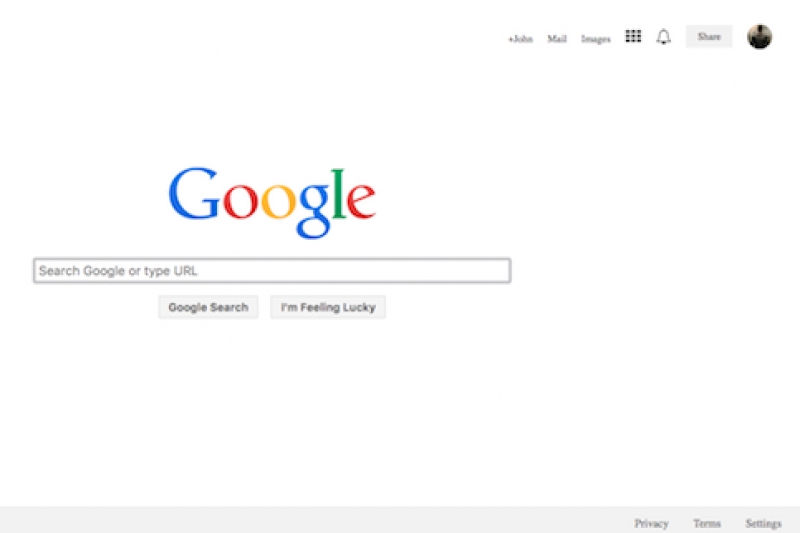 +John Mail Images Share
Google
Search Google or type URL
Google Search I'm Feeling Lucky
Privacy Terms Settings